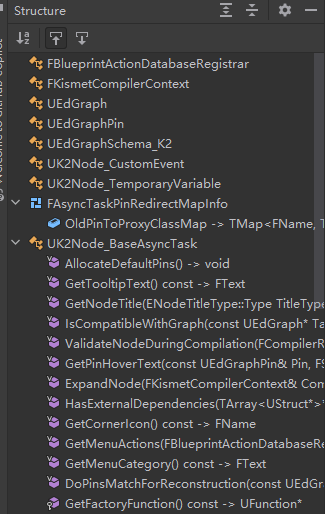 Structure
FBlueprintActionDatabaseRegistrar
FKismetCompilerContext
UEdGraph
UEdGraphPin
UEdGraphSchema_K2
UK2Node_CustomEvent
UK2Node_TemporaryVariable
FAsyncTaskPinRedirectMapInfo
OldPinToProxyClassMap -> TMap<FName, T
UK2Node_BaseAsyncTask
AllocateDefaultPins() -> void
GetTooltipText() const -> FText
GetNodeTitle(ENodeTitleType::Type TitleType
IsCompatibleWithGraph(const UEdGraph* Ta
ValidateNodeDuringCompilation(FCompilerR
GetPinHoverText(const UEdGraphPin& Pin, FS
ExpandNode(FKismetCompilerContext& Com
HasExternalDependencies(TArray<UStruct*>*
GetCornerIcon() const -> FName
GetMenuActions(FBlueprintActionDatabaseRe
GetMenuCategory() const -> FText
DoPinsMatchForReconstruction(const UEdG
GetFactoryFunction() const -> UFunction*